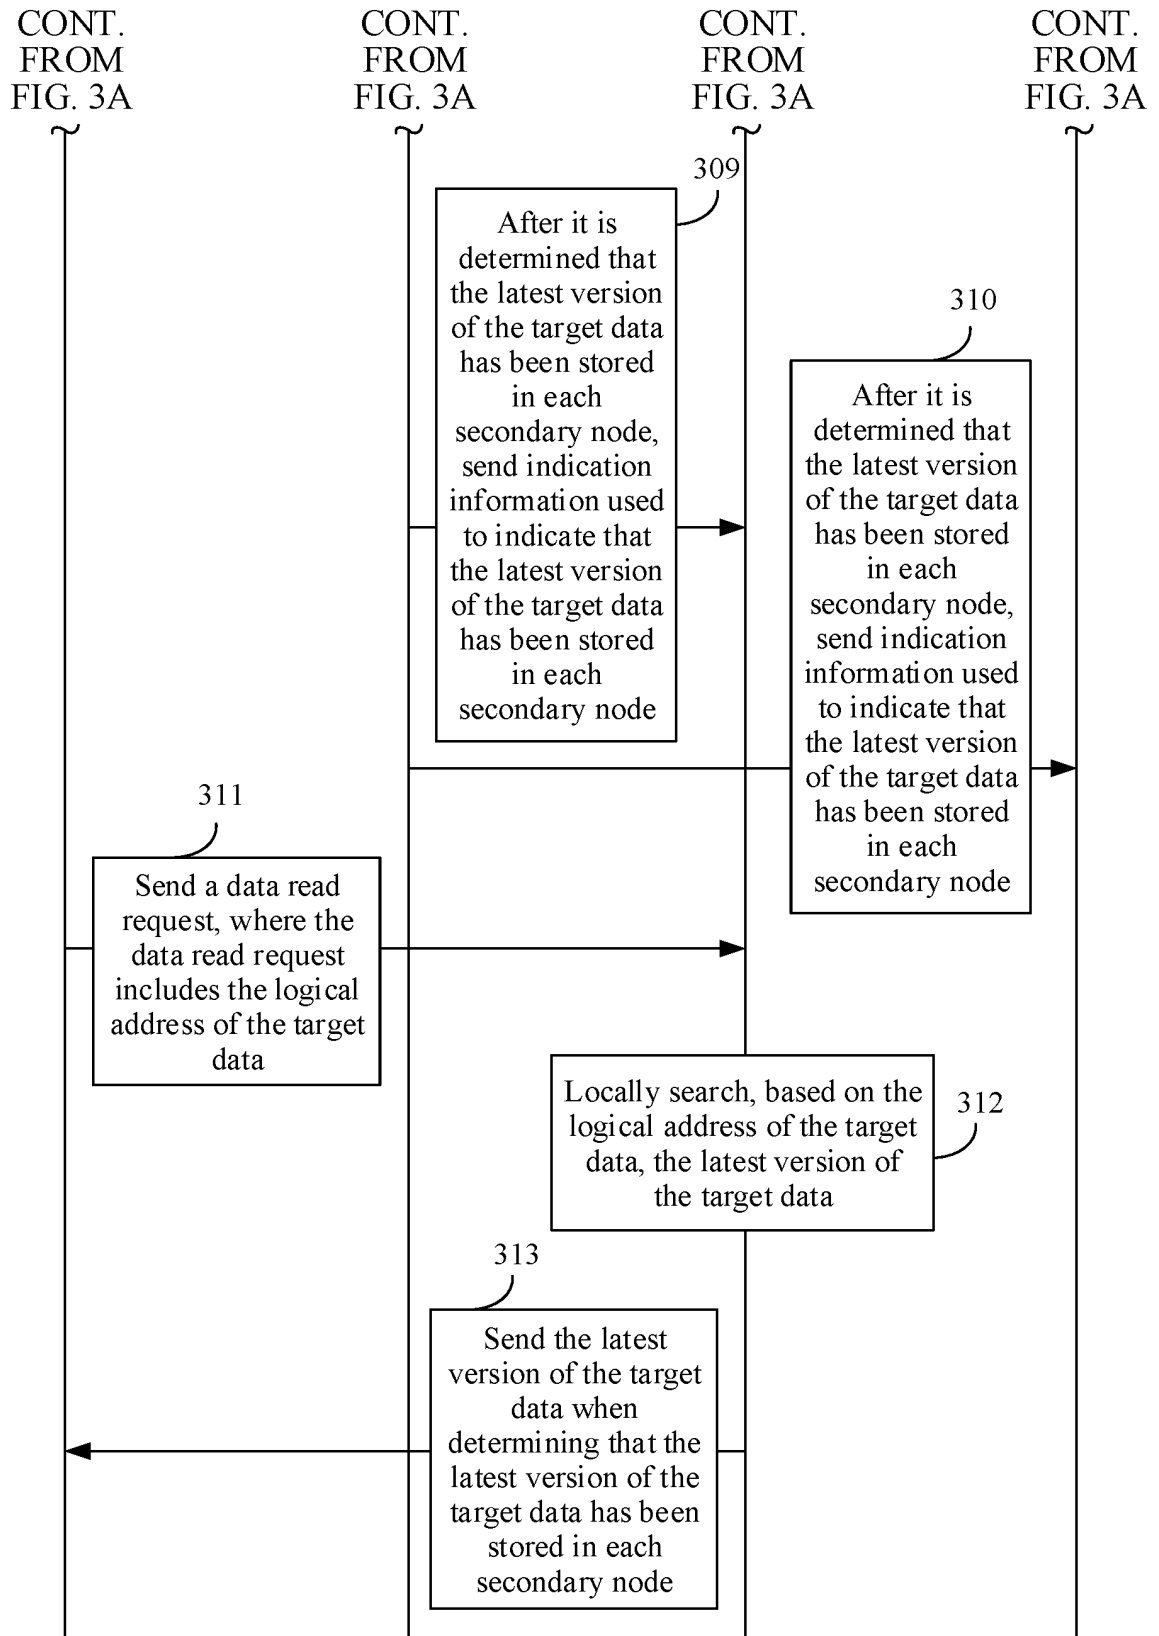 CONT.
FROM
FIG. 3A
CONT.
FROM
FIG. 3A
CONT.
FROM
FIG. 3A
CONT.
FROM
FIG. 3A
309
After it is
determined that
the latest version
of the target data
has been stored
in each
secondary node,
send indication
information used
to indicate that
the latest version
of the target data
has been stored
in each
secondary node
310
After it is
determined that
the latest version
of the target data
has been stored
in each
secondary node,
send indication
information used
to indicate that
the latest version
of the target data
has been stored
in each
secondary node
311
Send a data read
request, where the
data read request
includes the logical
address of the target
data
312
Locally search, based on the
logical address of the target
data, the latest version of
the target data
313
Send the latest
version of the target
data when
determining that the
latest version of the
target data has been
stored in each
secondary node